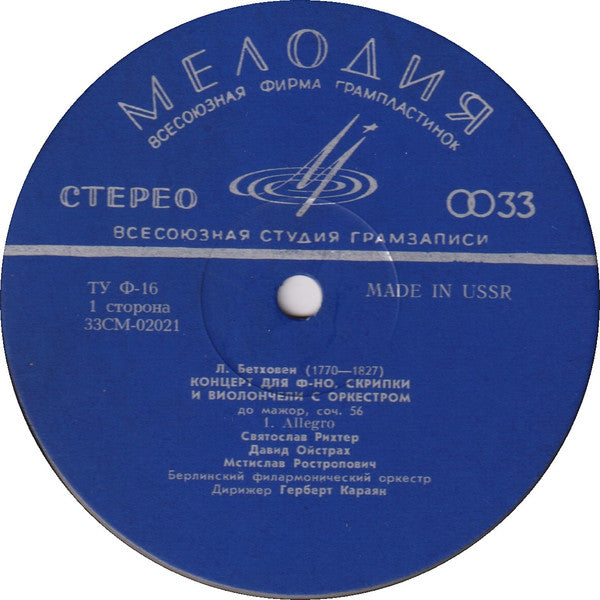 МЕЛОДИЯ
ВСЕСОЮЗНАЯ ФИРМА ГРАМПЛАСТИНОК
СТЕРЕО
33
ВСЕСОЮЗНАЯ СТУДИЯ ГРАМЗАПИСИ
ТУ Ф-16
1 сторона
33СМ-02021
MADE IN USSR
Л. Бетховен (1770—1827)
КОНЦЕРТ ДЛЯ Ф-НО, СКРИПКИ
И ВИОЛОНЧЕЛИ С ОРКЕСТРОМ
до мажор, соч. 56
1. Allegro
Святослав Рихтер
Давид Ойстрах
Мстислав Ростропович
Берлинский филармонический оркестр
Дирижер Герберт Караян